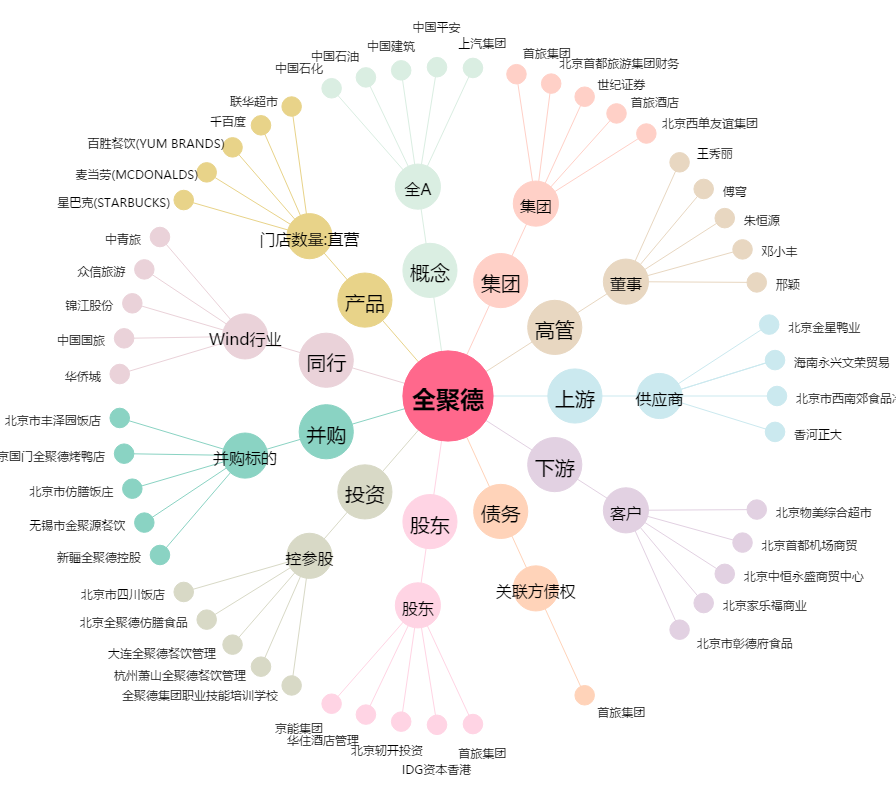 中国平安
上汽集团
中国建筑
中国石油
中国石化
首旅集团
北京首都旅游集团财务
世纪证券
首旅酒店
北京西单友谊集团
联华超市
千百度
百胜餐饮(YUM BRANDS)
麦当劳(MCDONALDS)
星巴克(STARBUCKS)
王秀丽
傅穹
朱恒源
邓小丰
邢颖
全A
集团
门店数量:直营
董事
中青旅
众信旅游
锦江股份
中国国旅
华侨城
概念
集团
产品
高管
Wind行业
同行
全聚德
上游
供应商
北京金星鸭业
海南永兴文荣贸易
北京市西南郊食品冷
香河正大
并购
并购标的
北京市丰泽园饭店
京国门全聚德烤鸭店
北京市仿膳饭庄
无锡市金聚源餐饮
新疆全聚德控股
下游
客户
北京物美综合超市
北京首都机场商贸
北京中恒永盛商贸中心
北京家乐福商业
北京市彰德府食品
投资
控参股
北京市四川饭店
北京全聚德仿膳食品
大连全聚德餐饮管理
杭州萧山全聚德餐饮管理
全聚德集团职业技能培训学校
股东
股东
京能集团
华住酒店管理
北京轫开投资
IDG资本香港
首旅集团
债务
关联方债权
首旅集团